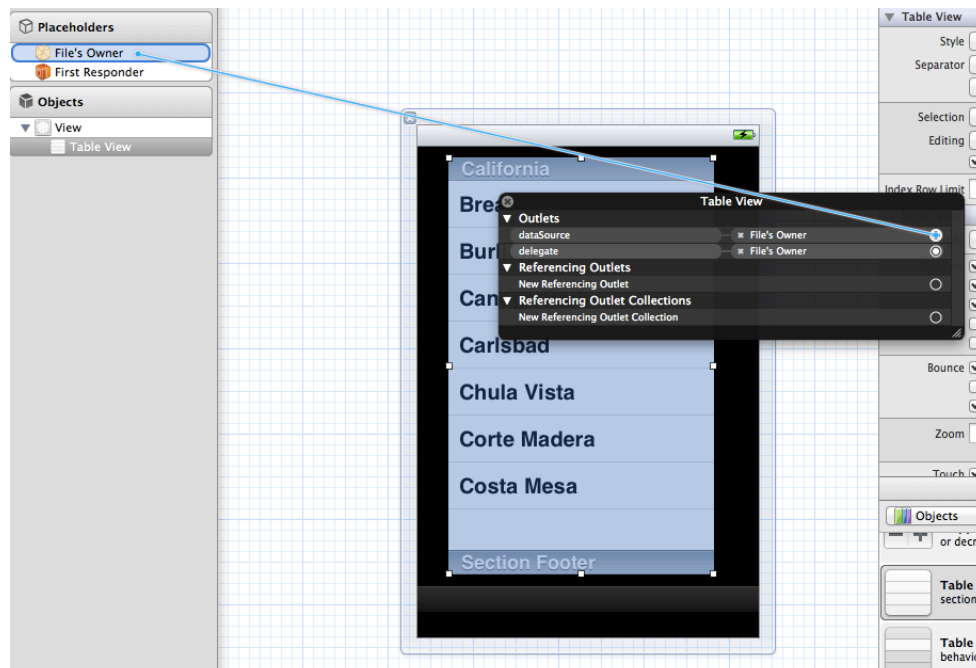 Placeholders
File's Owner
First Responder
Objects
View
Table View
California
Brea
Burl
Can
Carlsbad
Chula Vista
Corte Madera
Costa Mesa
Section Footer
Table View
Outlets
dataSource
File's Owner
delegate
File's Owner
Referencing Outlets
New Referencing Outlet
Referencing Outlet Collections
New Referencing Outlet Collection
Table View
Style
Separator
Selection
Editing
Index Row Limit
Bounce
Zoom
Touch
Objects
or decr
Table
section
Table
behavio